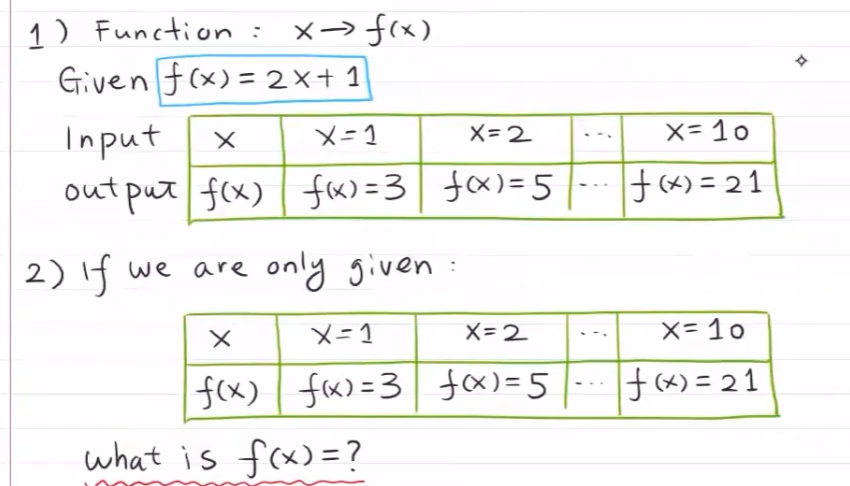 1) Function : x → f(x)
Given f(x) = 2x + 1
Input x x=1 x=2 ... x=10
output f(x) f(x)=3 f(x)=5 ... f(x)=21
2) If we are only given :
x x=1 x=2 ... x=10
f(x) f(x)=3 f(x)=5 ... f(x)=21
what is f(x)=?